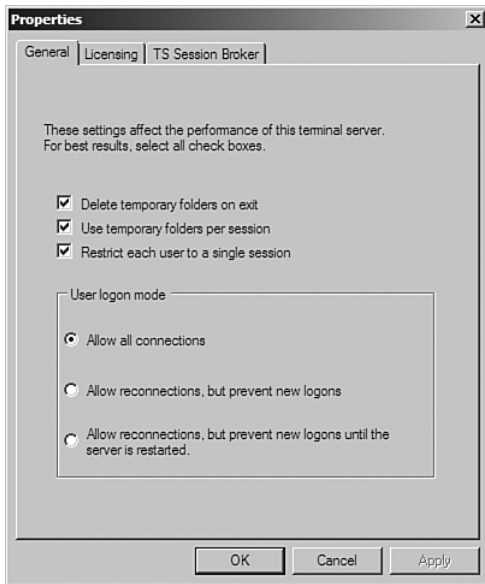 Properties
General
Licensing
TS Session Broker
These settings affect the performance of this terminal server.
For best results, select all check boxes.
Delete temporary folders on exit
Use temporary folders per session
Restrict each user to a single session
User logon mode
Allow all connections
Allow reconnections, but prevent new logons
Allow reconnections, but prevent new logons until the
server is restarted.
OK
Cancel
Apply